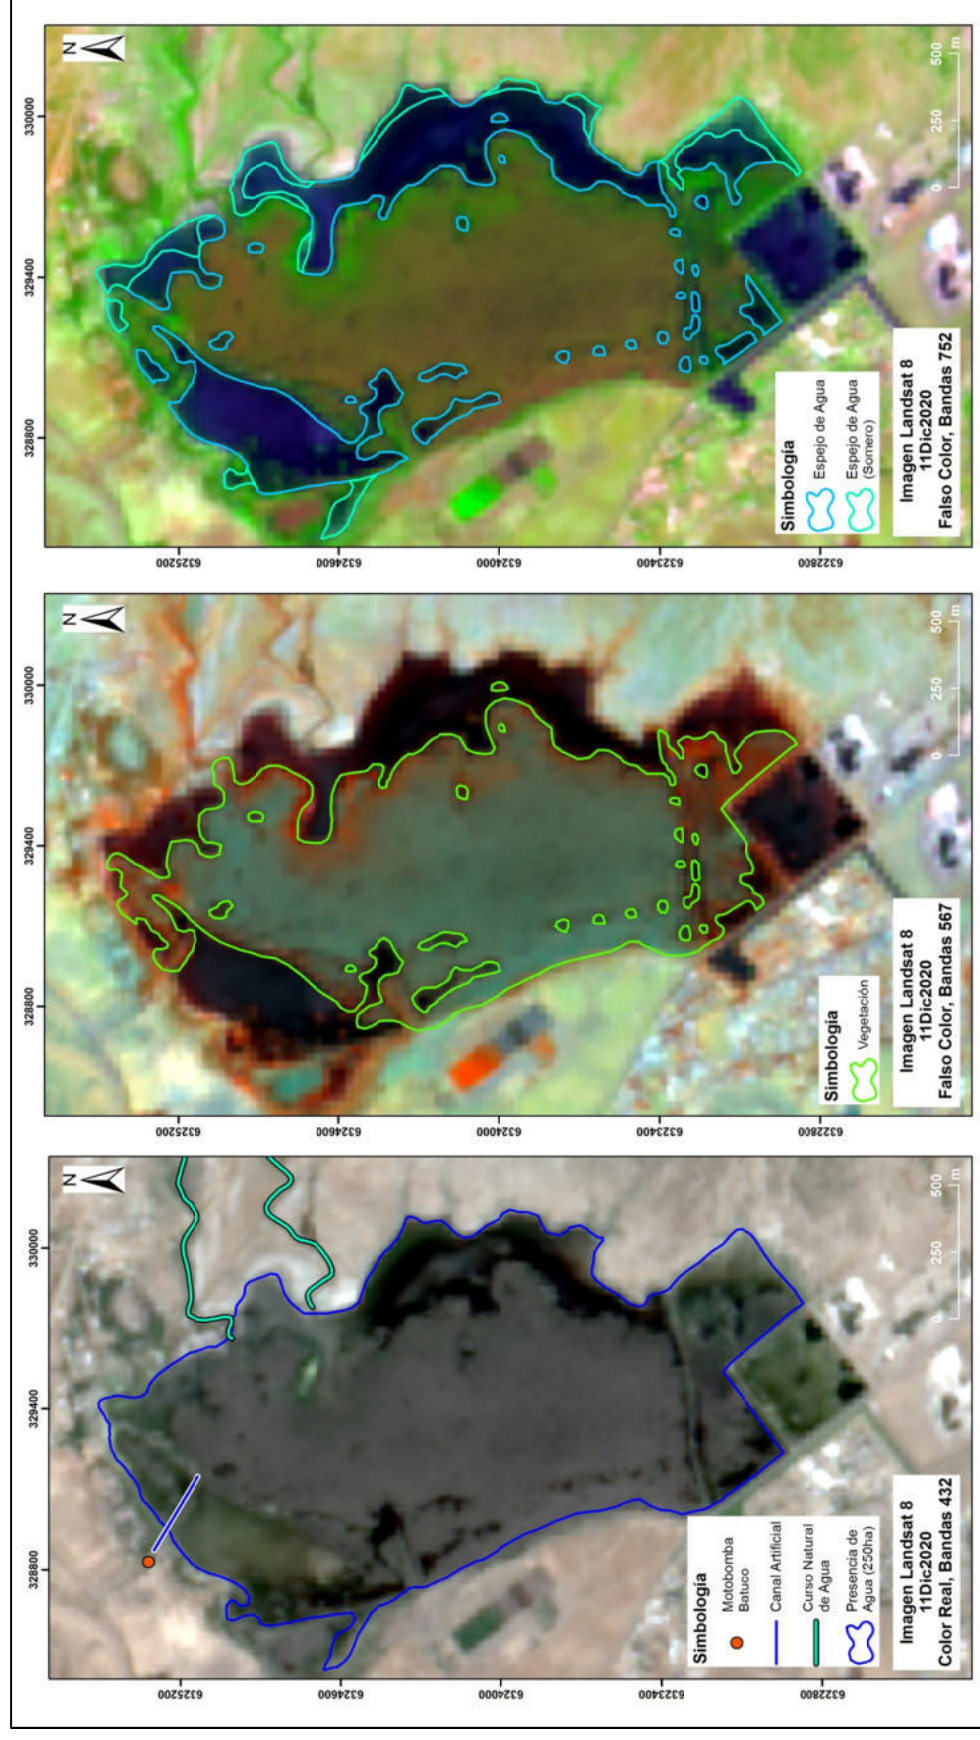 328800
329400
330000
N
6325200
6324600
6324000
6323400
6322800
Simbología
Motobomba
Batuco
Canal Artificial
Curso Natural
de Agua
Presencia de
Agua (250ha)
Imagen Landsat 8
11Dic2020
Color Real, Bandas 432
0 250 500
m
328800
329400
330000
N
6325200
6324600
6324000
6323400
6322800
Simbología
Vegetación
Imagen Landsat 8
11Dic2020
Falso Color, Bandas 567
0 250 500
m
328800
329400
330000
N
6325200
6324600
6324000
6323400
6322800
Simbología
Espejo de Agua
Espejo de Agua
(Somero)
Imagen Landsat 8
11Dic2020
Falso Color, Bandas 752
0 250 500
m